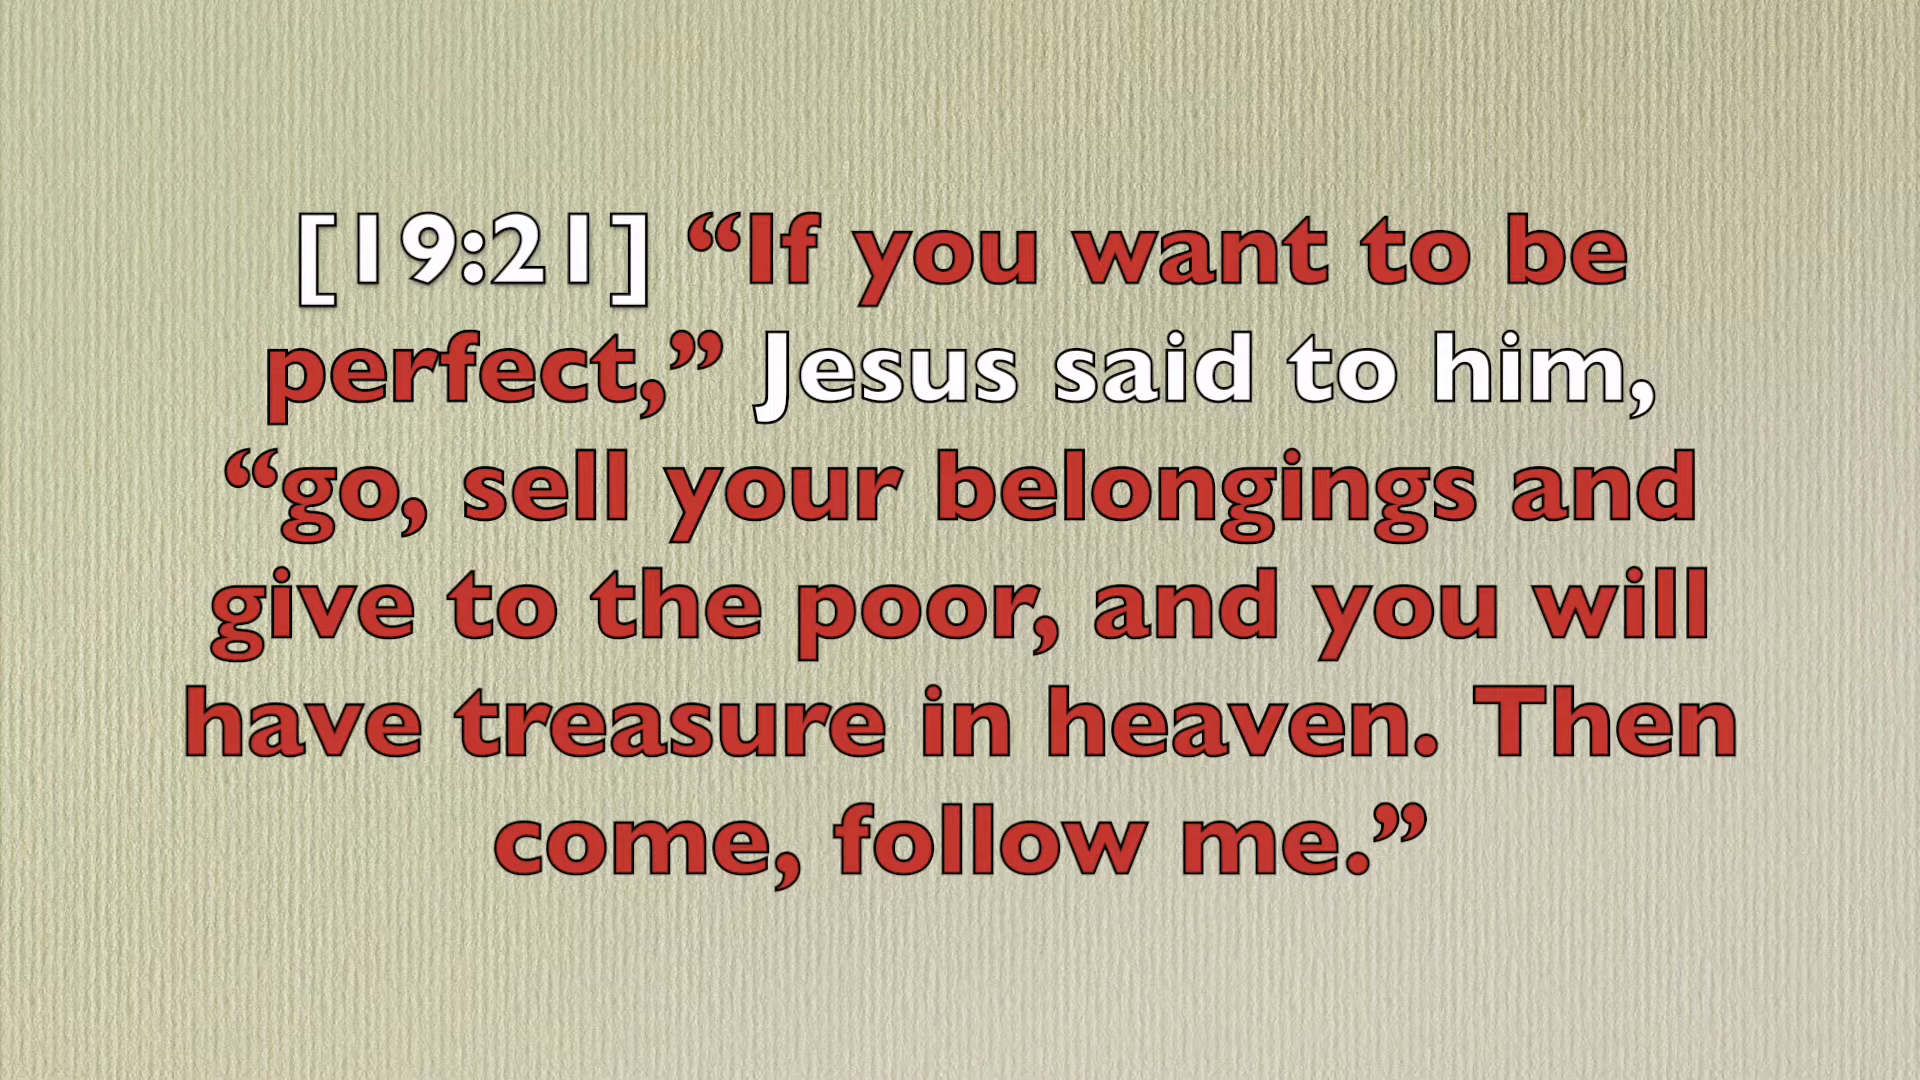 [19:21] “If you want to be
perfect,” Jesus said to him,
“go, sell your belongings and
give to the poor, and you will
have treasure in heaven. Then
come, follow me.”